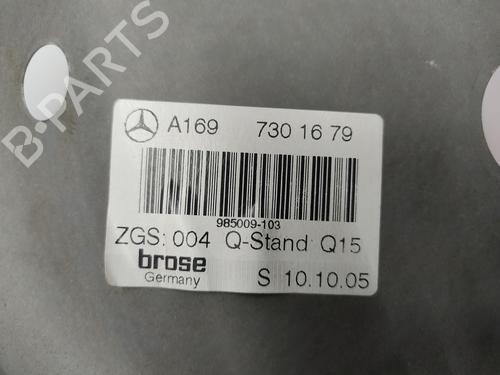 B-PARTS
A169 730 16 79
985009-103
ZGS: 004 Q-Stand Q15
brose
Germany
S 10.10.05